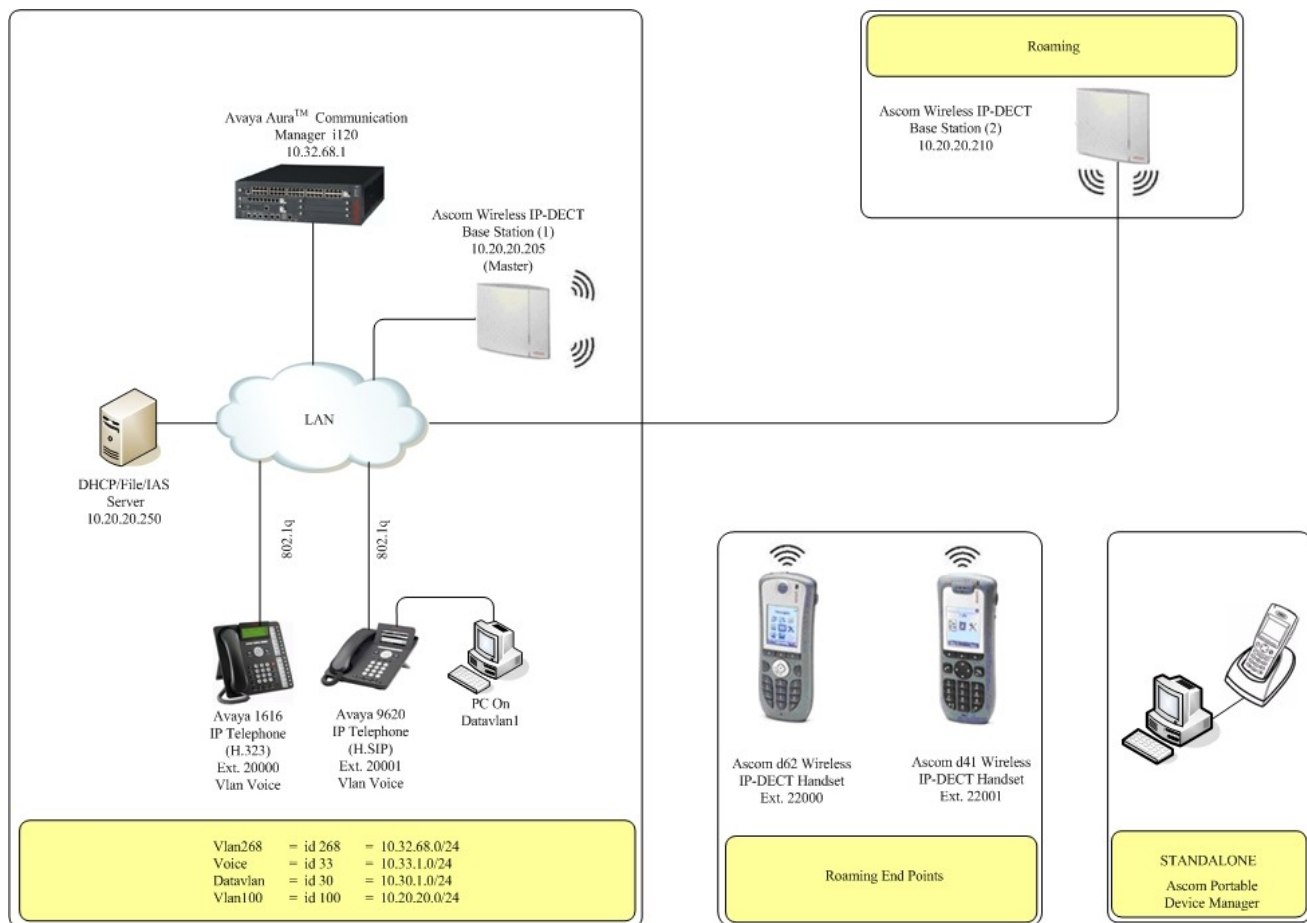 Roaming
Ascom Wireless IP-DECT
Base Station (2)
10.20.20.210
Avaya Aura™ Communication
Manager i120
10.32.68.1
Ascom Wireless IP-DECT
Base Station (1)
10.20.20.205
(Master)
LAN
DHCP/File/IAS
Server
10.20.20.250
802.1q
802.1q
Avaya 1616
IP Telephone
(H.323)
Ext. 20000
Vlan Voice
Avaya 9620
IP Telephone
(H.SIP)
Ext. 20001
Vlan Voice
PC On
Datavlan1
Ascom d62 Wireless
IP-DECT Handset
Ext. 22000
Ascom d41 Wireless
IP-DECT Handset
Ext. 22001
Vlan268 = id 268 = 10.32.68.0/24
Voice = id 33 = 10.33.1.0/24
Datavlan = id 30 = 10.30.1.0/24
Vlan100 = id 100 = 10.20.20.0/24
Roaming End Points
STANDALONE
Ascom Portable
Device Manager